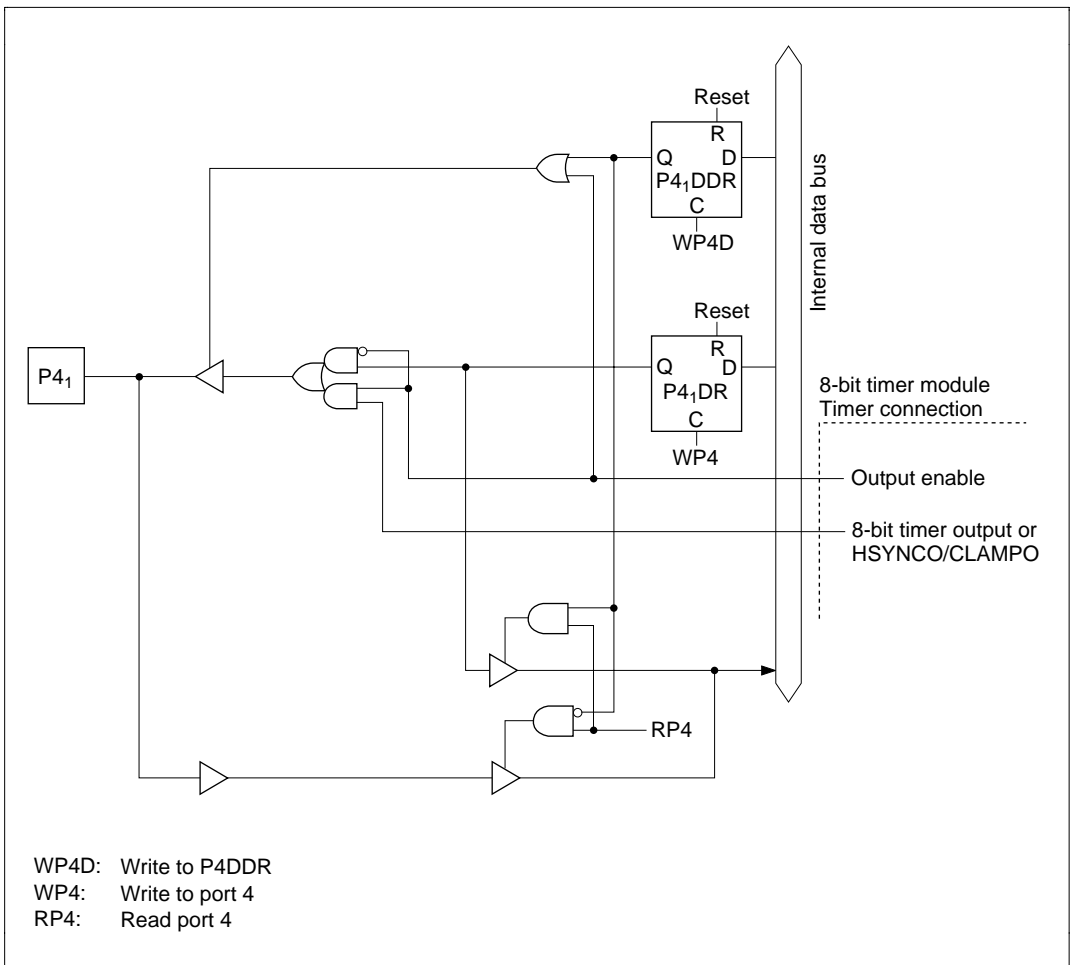 Reset
R
Q D
P4₁DDR
C
WP4D
Internal data bus
Reset
R
Q D
P4₁DR
C
WP4
P4₁
8-bit timer module
Timer connection
Output enable
8-bit timer output or
HSYNCO/CLAMPO
RP4
WP4D: Write to P4DDR
WP4: Write to port 4
RP4: Read port 4